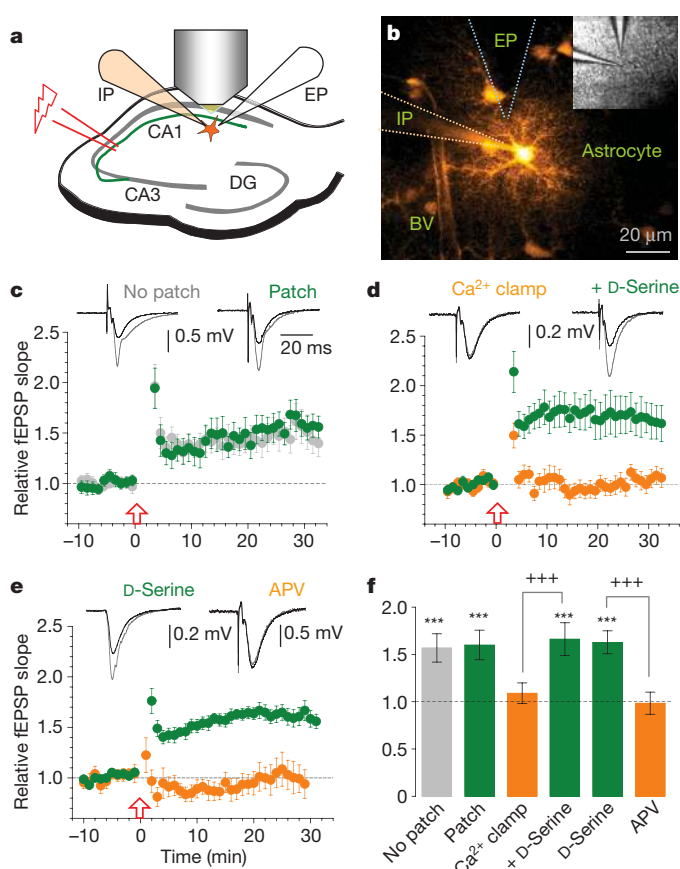 a
IP
EP
CA1
CA3
DG
b
EP
IP
Astrocyte
BV
20 μm
c
No patch
Patch
0.5 mV
20 ms
Relative fEPSP slope
2.5
2.0
1.5
1.0
−10 0 10 20 30
d
Ca²⁺ clamp
+ D-Serine
0.2 mV
2.5
2.0
1.5
1.0
−10 0 10 20 30
e
D-Serine
APV
0.2 mV
0.5 mV
Relative fEPSP slope
2.5
2.0
1.5
1.0
−10 0 10 20 30
Time (min)
f
+++
+++
*** *** *** ***
2.0
1.5
1.0
0.5
0
No patch
Patch
Ca²⁺ clamp
+ D-Serine
D-Serine
APV